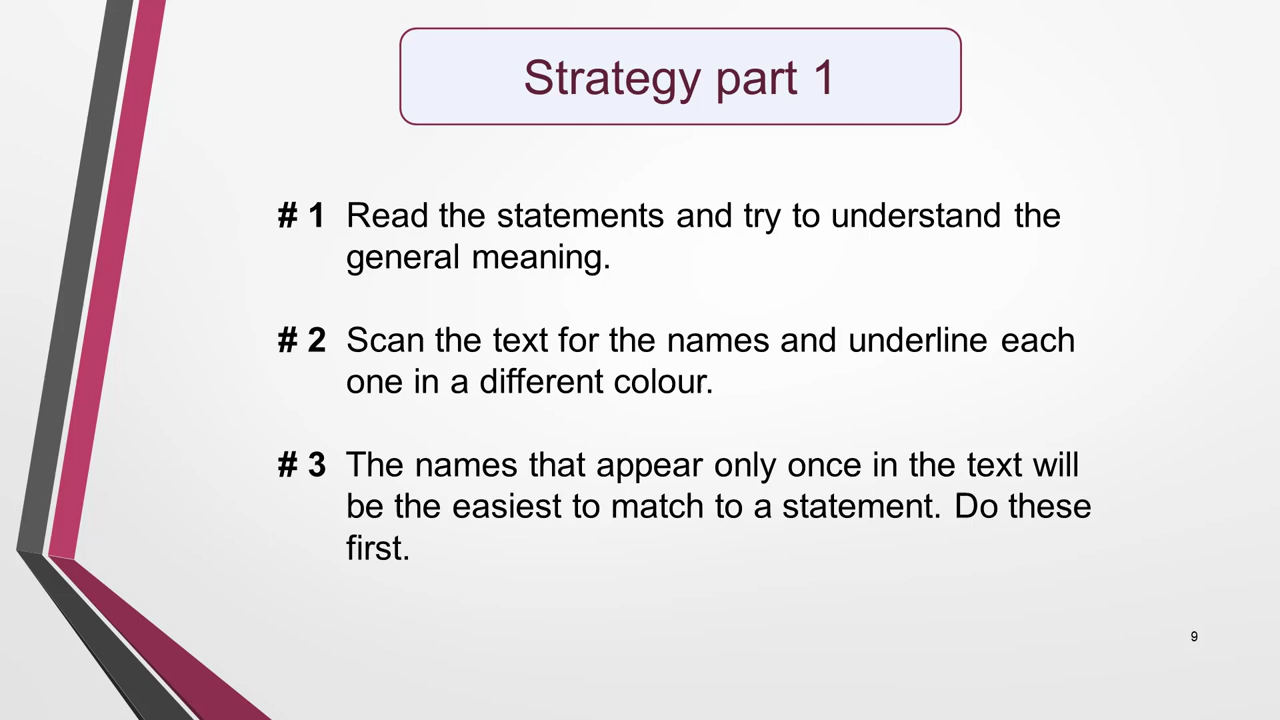 Strategy part 1
# 1 Read the statements and try to understand the
general meaning.
# 2 Scan the text for the names and underline each
one in a different colour.
# 3 The names that appear only once in the text will
be the easiest to match to a statement. Do these
first.
9